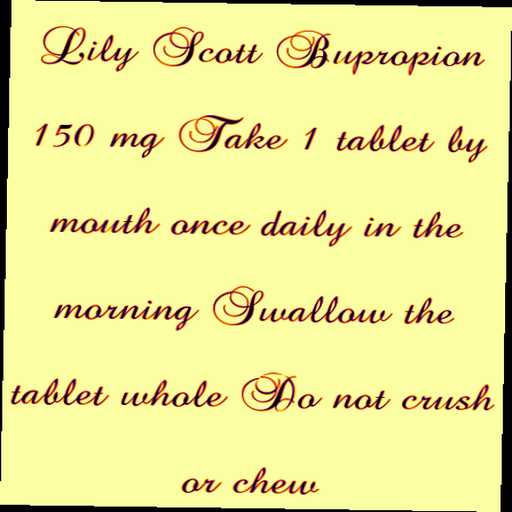 Lily Scott Bupropion
150 mg Take 1 tablet by
mouth once daily in the
morning Swallow the
tablet whole Do not crush
or chew